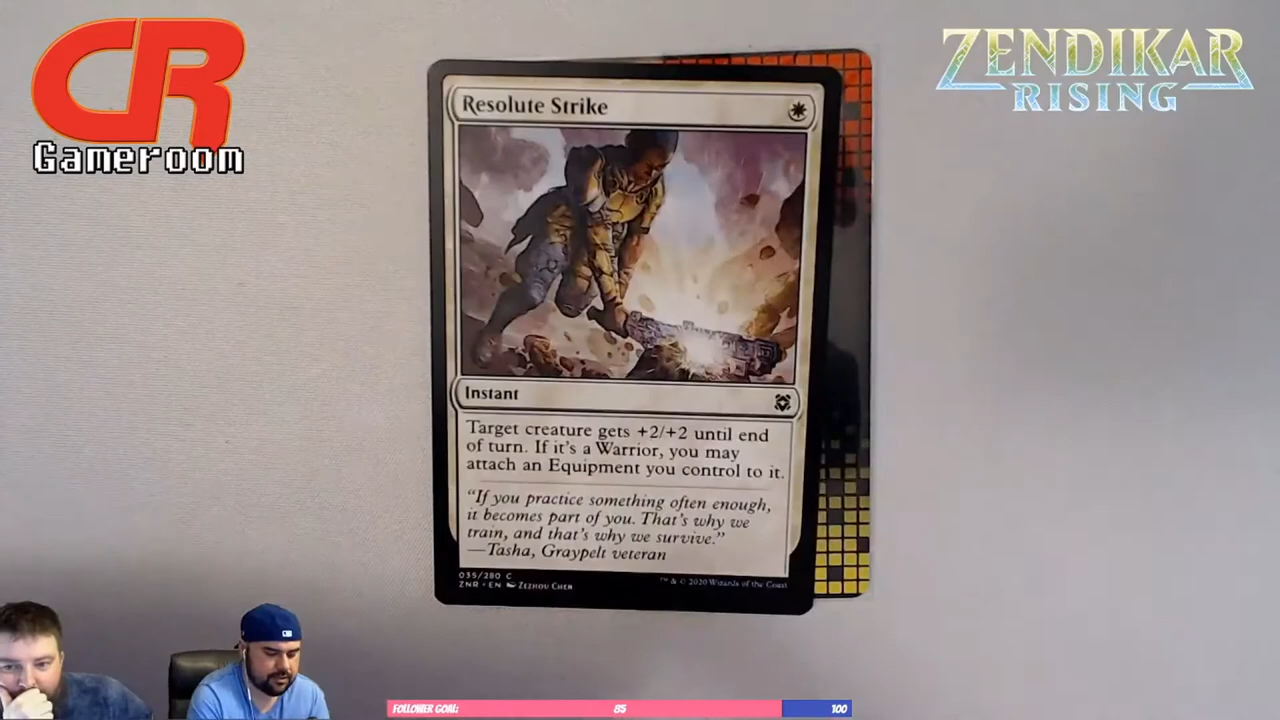 CR
Gameroom
ZENDIKAR
RISING
Resolute Strike
Instant
Target creature gets +2/+2 until end
of turn. If it's a Warrior, you may
attach an Equipment you control to it.
"If you practice something often enough,
it becomes part of you. That's why we
train, and that's why we survive."
—Tasha, Graypelt veteran
035/280 C
ZNR • EN Zezhou Chen
™ & © 2020 Wizards of the Coast
FOLLOWER GOAL: 85 100